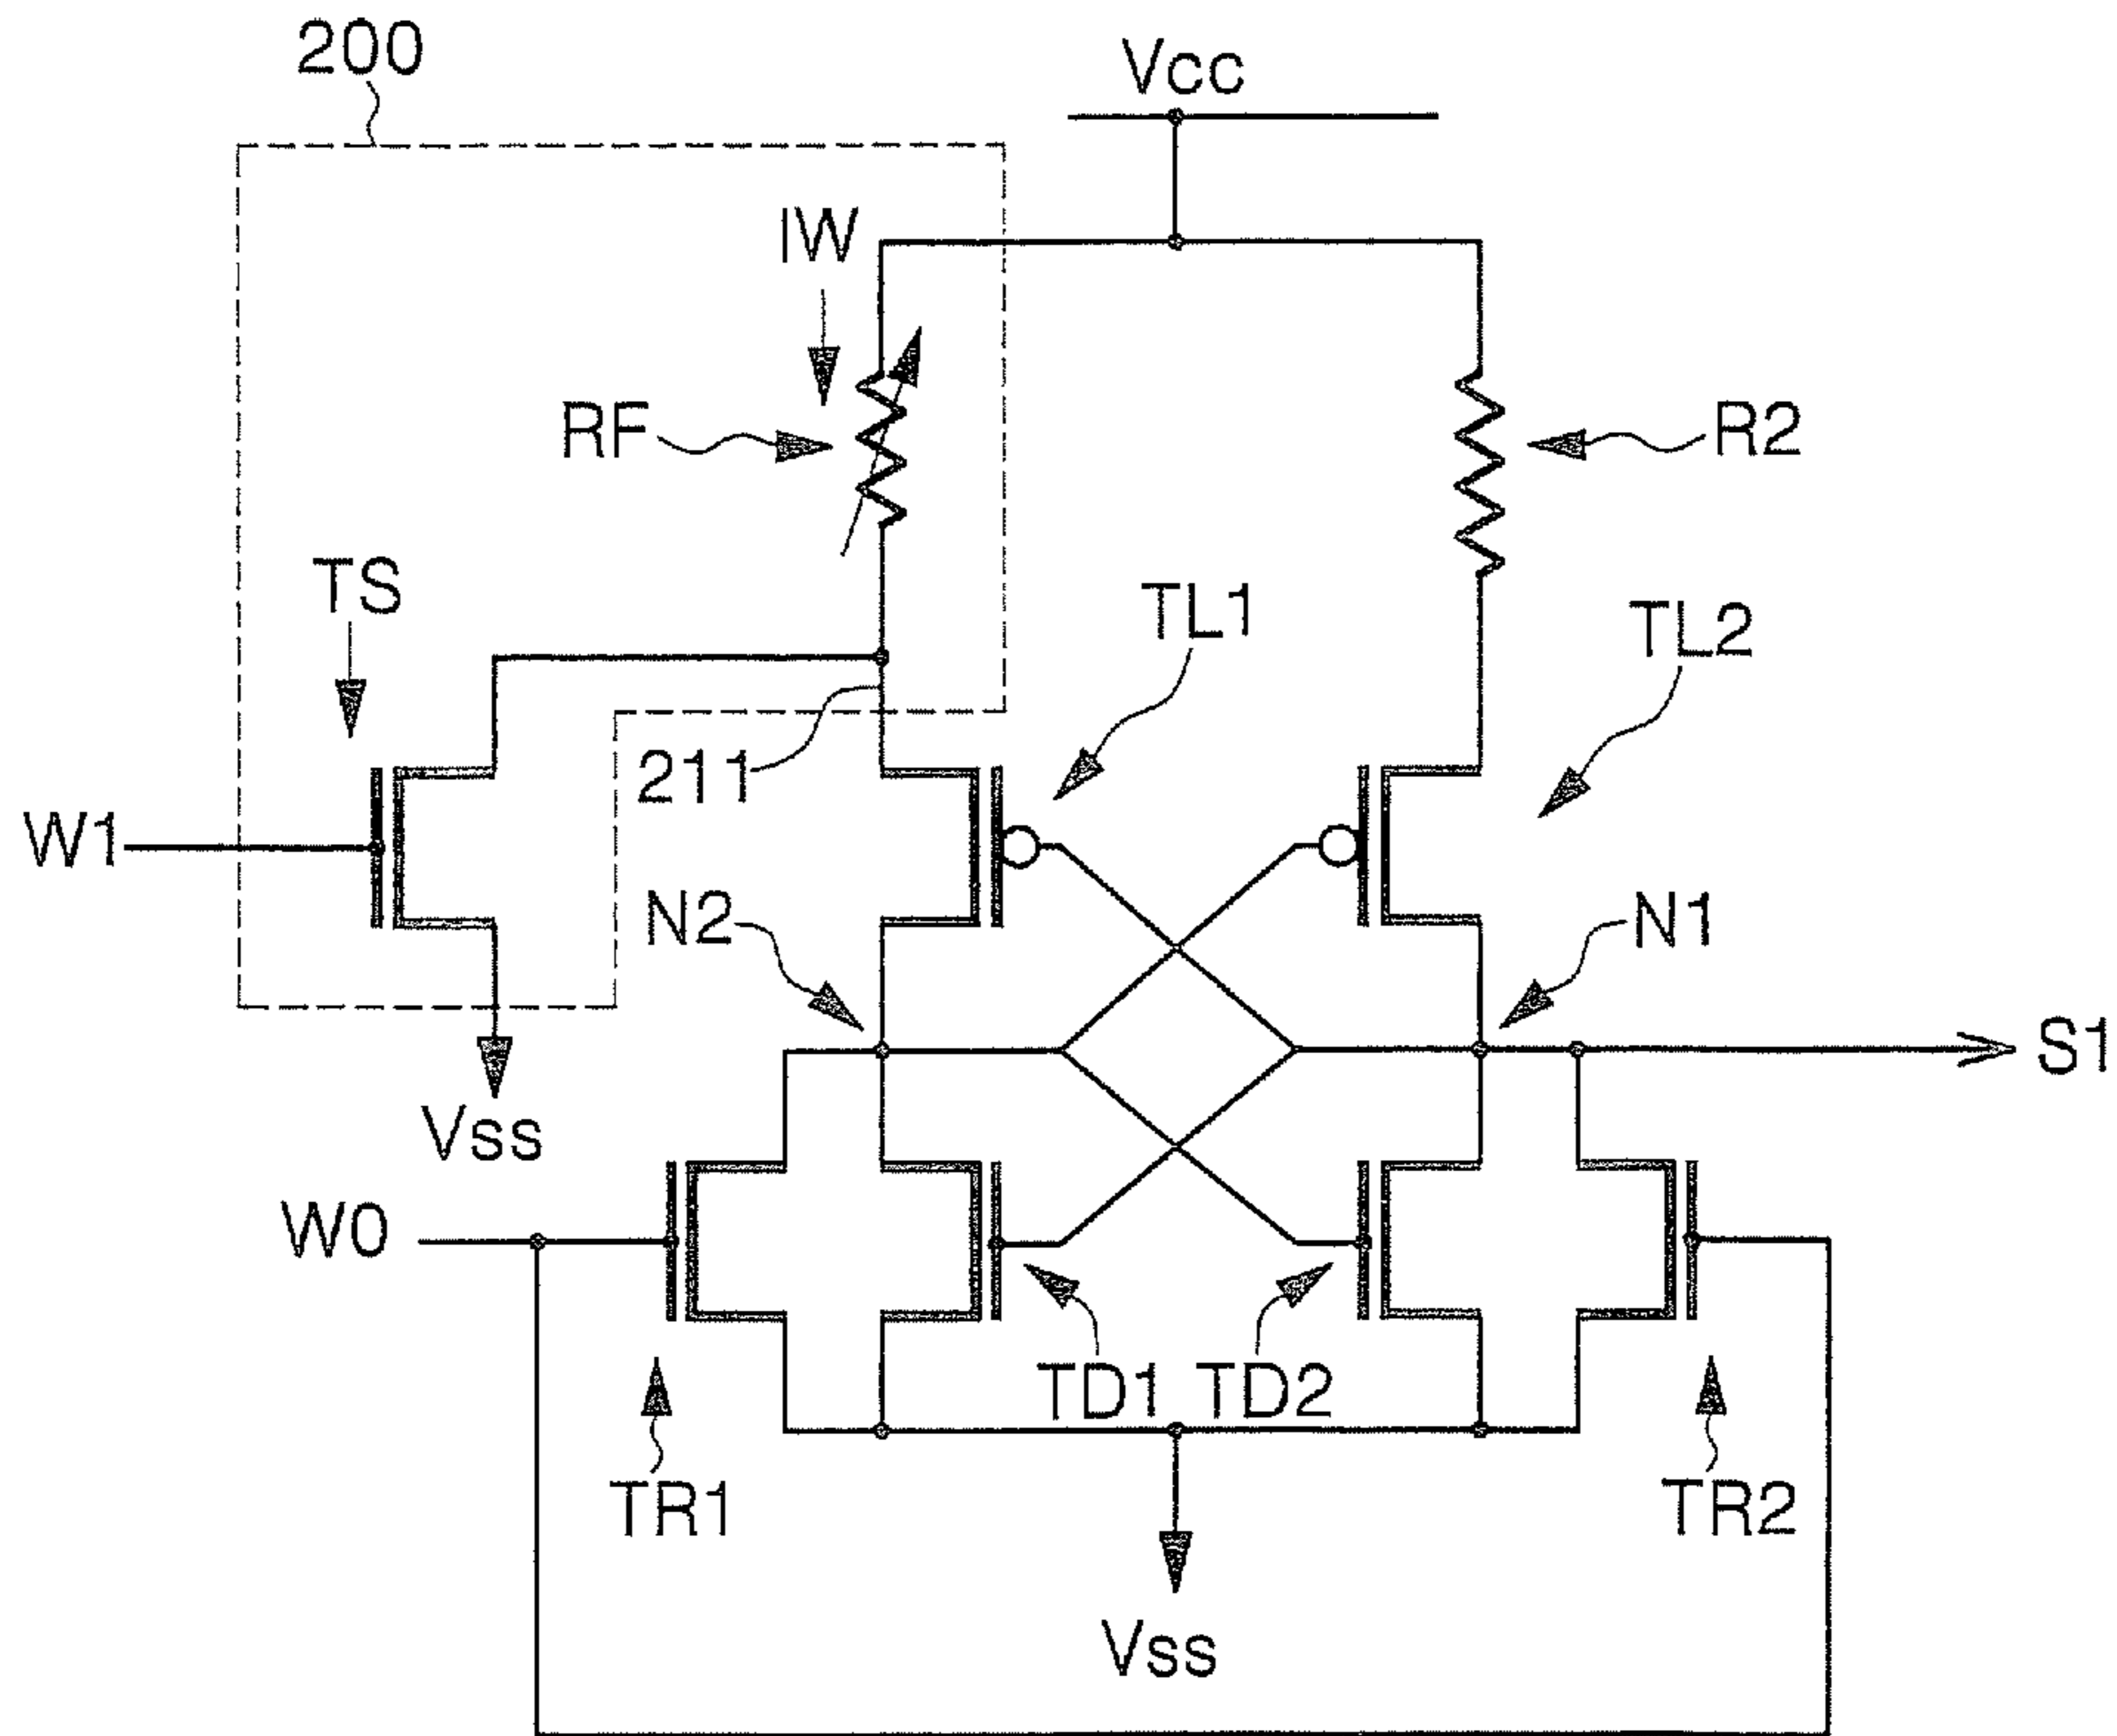 200
Vcc
IW
RF
R2
TS
TL1
TL2
211
W1
N2
N1
S1
Vss
W0
TD1
TD2
TR1
TR2
Vss